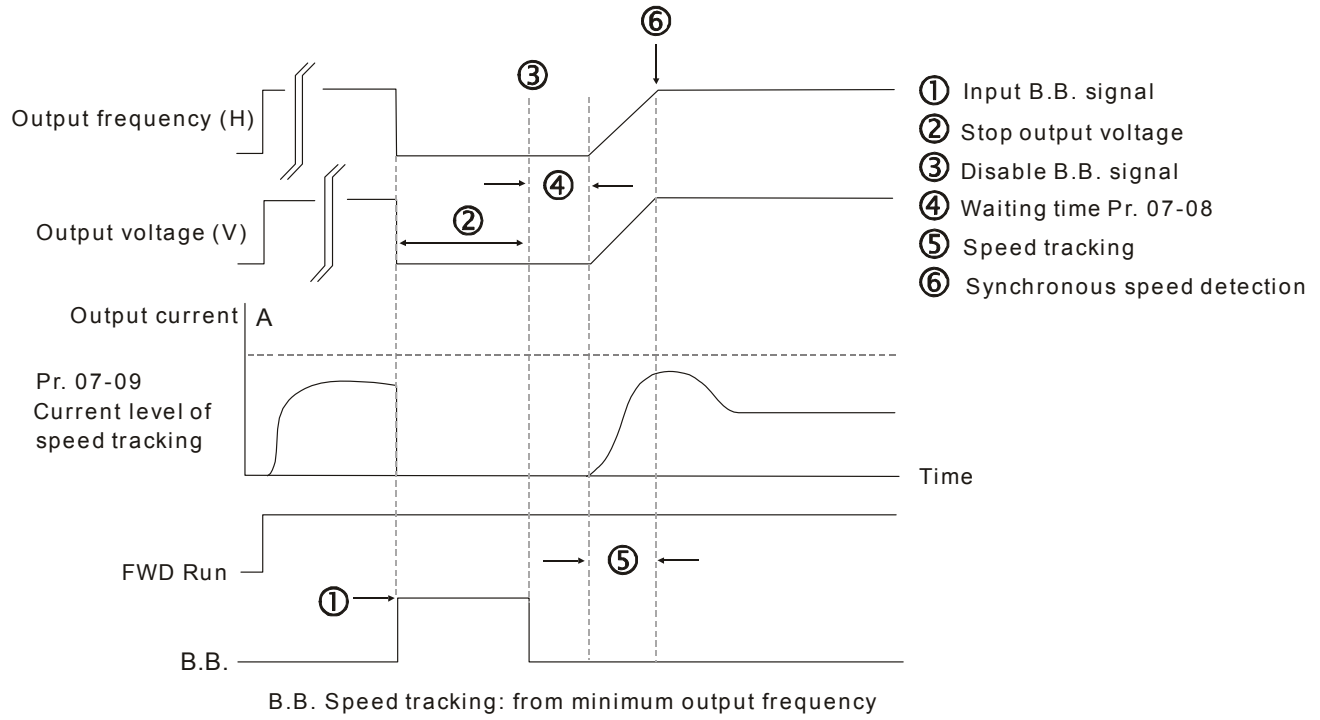 ⑥
③
Output frequency (H)
④
②
Output voltage (V)
① Input B.B. signal
② Stop output voltage
③ Disable B.B. signal
④ Waiting time Pr. 07-08
⑤ Speed tracking
⑥ Synchronous speed detection
Output current A
Pr. 07-09
Current level of
speed tracking
Time
⑤
FWD Run
①
B.B.
B.B. Speed tracking: from minimum output frequency